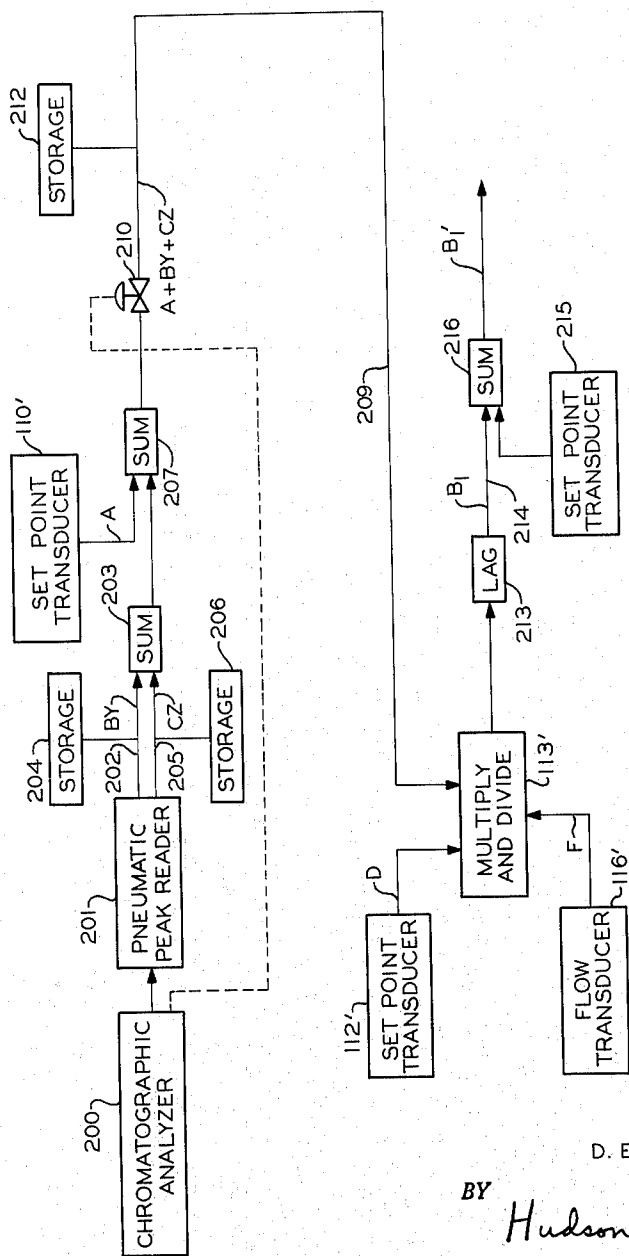 CHROMATOGRAPHIC
ANALYZER
200
PNEUMATIC
PEAK READER
201
STORAGE
204
202
BY
205
CZ
STORAGE
206
SUM
203
SET POINT
TRANSDUCER
110'
A
SUM
207
210
A+BY+CZ
STORAGE
212
209
SET POINT
TRANSDUCER
112'
D
FLOW
TRANSDUCER
116'
F
MULTIPLY
AND DIVIDE
113'
LAG
213
B1
214
SUM
216
SET POINT
TRANSDUCER
215
B1'
D. E
BY
Hudson